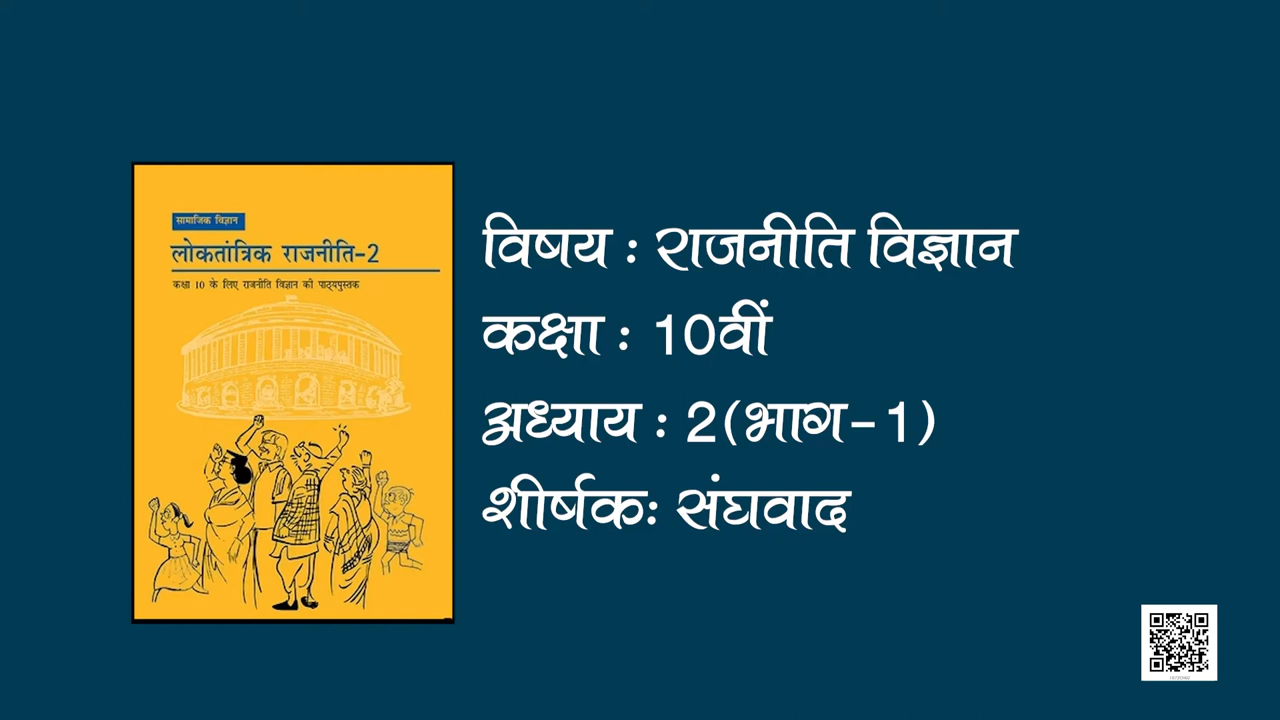 सामाजिक विज्ञान
लोकतांत्रिक राजनीति-2
कक्षा 10 के लिए राजनीति विज्ञान की पाठ्यपुस्तक
विषय : राजनीति विज्ञान
कक्षा : 10वीं
अध्याय : 2(भाग-1)
शीर्षक: संघवाद